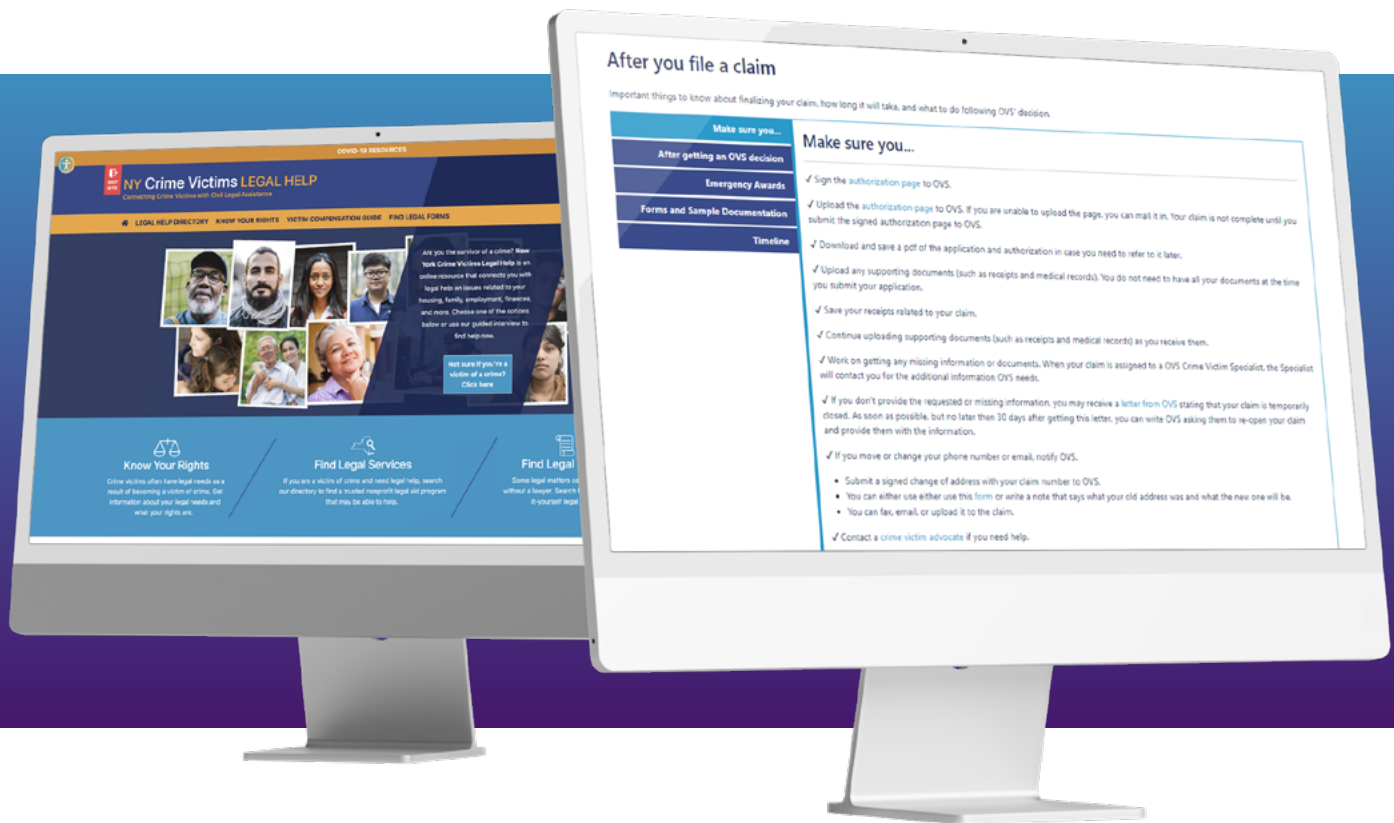 COVID-19 RESOURCES
EXIT
SITE
NY Crime Victims LEGAL HELP
Connecting Crime Victims with Civil Legal Assistance
LEGAL HELP DIRECTORY KNOW YOUR RIGHTS VICTIM COMPENSATION GUIDE FIND LEGAL FORMS
Are you the survivor of a crime? New
York Crime Victims Legal Help is an
online resource that connects you with
legal help on issues related to your
housing, family, employment, finances,
and more. Choose one of the options
below or use our guided interview to
find help now.
Not sure if you're a
victim of a crime?
Click here
Know Your Rights
Crime victims often have legal needs as a
result of becoming a victim of crime. Get
information about your legal needs and
what your rights are.
Find Legal Services
If you are a victim of crime and need legal help, search
our directory to find a trusted nonprofit legal aid program
that may be able to help.
Find Legal
Some legal matters
without a lawyer. Search
it-yourself legal
After you file a claim
Important things to know about finalizing your claim, how long it will take, and what to do following OVS' decision.
Make sure you...
After getting an OVS decision
Emergency Awards
Forms and Sample Documentation
Timeline
Make sure you...
✓ Sign the authorization page to OVS.
✓ Upload the authorization page to OVS. If you are unable to upload the page, you can mail it in. Your claim is not complete until you
submit the signed authorization page to OVS.
✓ Download and save a pdf of the application and authorization in case you need to refer to it later.
✓ Upload any supporting documents (such as receipts and medical records). You do not need to have all your documents at the time
you submit your application.
✓ Save your receipts related to your claim.
✓ Continue uploading supporting documents (such as receipts and medical records) as you receive them.
✓ Work on getting any missing information or documents. When your claim is assigned to a OVS Crime Victim Specialist, the Specialist
will contact you for the additional information OVS needs.
✓ If you don't provide the requested or missing information, you may receive a letter from OVS stating that your claim is temporarily
closed. As soon as possible, but no later then 30 days after getting this letter, you can write OVS asking them to re-open your claim
and provide them with the information.
✓ If you move or change your phone number or email, notify OVS.
• Submit a signed change of address with your claim number to OVS.
• You can either use either use this form or write a note that says what your old address was and what the new one will be.
• You can fax, email, or upload it to the claim.
✓ Contact a crime victim advocate if you need help.